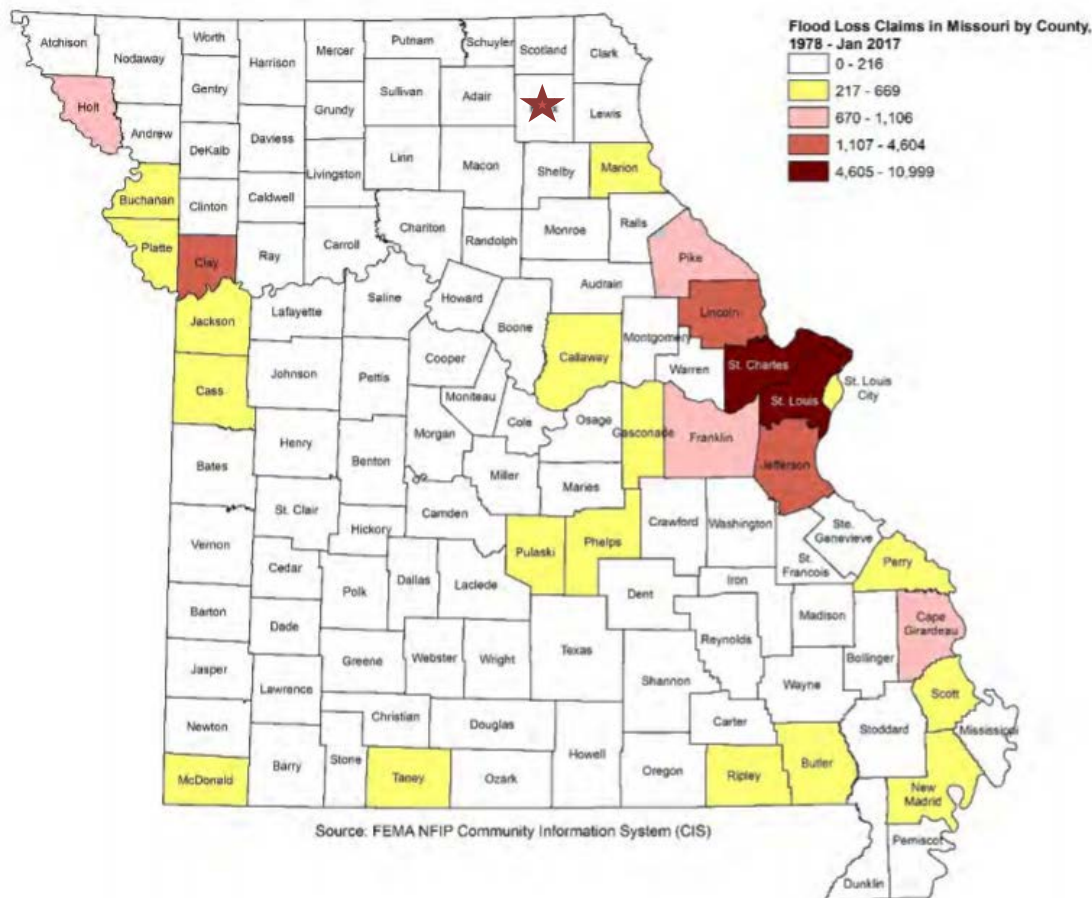 Flood Loss Claims in Missouri by County,
1978 - Jan 2017
0 - 216
217 - 669
670 - 1,106
1,107 - 4,604
4,605 - 10,999
Atchison
Nodaway
Worth
Harrison
Mercer
Putnam
Schuyler
Scotland
Clark
Gentry
Holt
Andrew
Grundy
Sullivan
Adair
Lewis
DeKalb
Daviess
Livingston
Linn
Macon
Shelby
Marion
Buchanan
Clinton
Caldwell
Chariton
Randolph
Monroe
Ralls
Platte
Clay
Ray
Carroll
Pike
Audrain
Jackson
Lafayette
Saline
Howard
Boone
Callaway
Montgomery
Lincoln
Cass
Johnson
Pettis
Cooper
Moniteau
Warren
St. Charles
St. Louis
St. Louis
City
Cole
Osage
Gasconade
Franklin
Jefferson
Bates
Henry
Benton
Morgan
Miller
Maries
St. Clair
Hickory
Camden
Pulaski
Phelps
Crawford
Washington
Ste.
Genevieve
St.
Francois
Perry
Vernon
Cedar
Polk
Dallas
Laclede
Dent
Iron
Madison
Cape
Girardeau
Barton
Dade
Reynolds
Bollinger
Jasper
Greene
Webster
Wright
Texas
Shannon
Wayne
Scott
Lawrence
Newton
Christian
Douglas
Carter
Stoddard
Mississippi
McDonald
Barry
Stone
Taney
Ozark
Howell
Oregon
Ripley
Butler
New
Madrid
Pemiscot
Dunklin
Source: FEMA NFIP Community Information System (CIS)